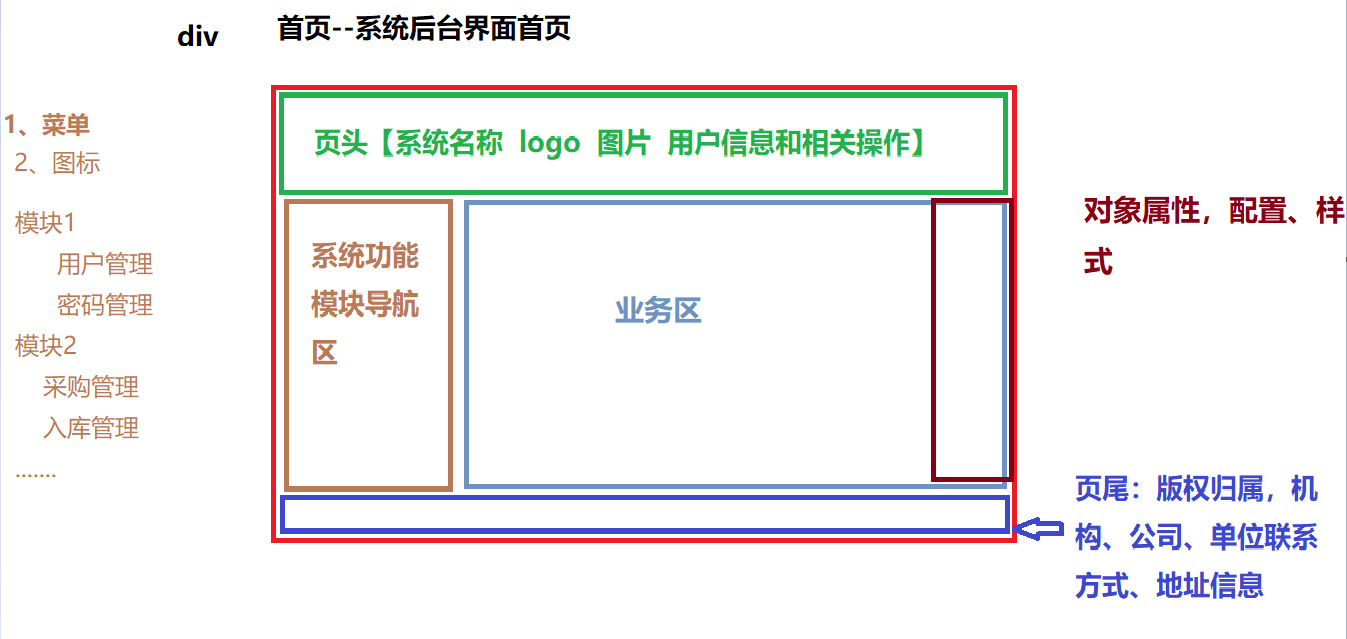 div
首页--系统后台界面首页
1、菜单
2、图标
模块1
用户管理
密码管理
模块2
采购管理
入库管理
.......
页头【系统名称 logo 图片 用户信息和相关操作】
系统功能
模块导航
区
业务区
对象属性，配置、样
式
页尾：版权归属，机
构、公司、单位联系
方式、地址信息